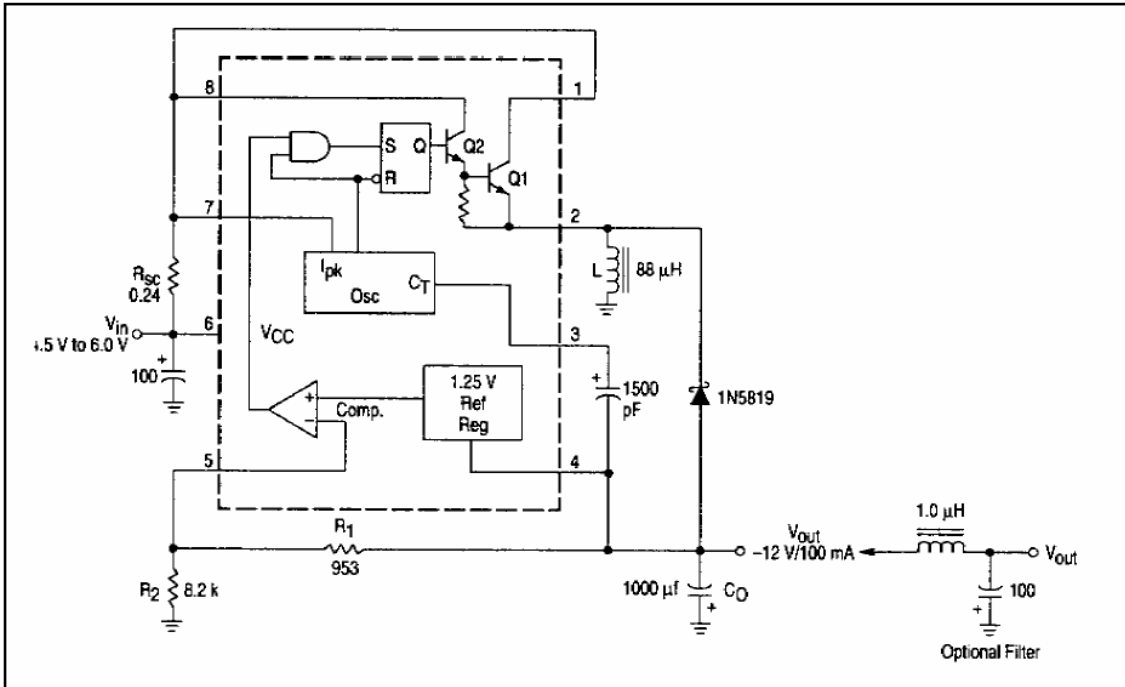 8
1
S
Q
Q2
R
Q1
7
2
Ipk
CT
Osc
L
88 µH
Rsc
0.24
Vin
6
3
.5 V to 6.0 V
VCC
100
1.25 V
Ref
Reg
1500
pF
1N5819
+
Comp.
−
5
4
R1
953
Vout
−12 V/100 mA
1.0 µH
Vout
R2
8.2 k
1000 µf
CO
+
100
+
Optional Filter